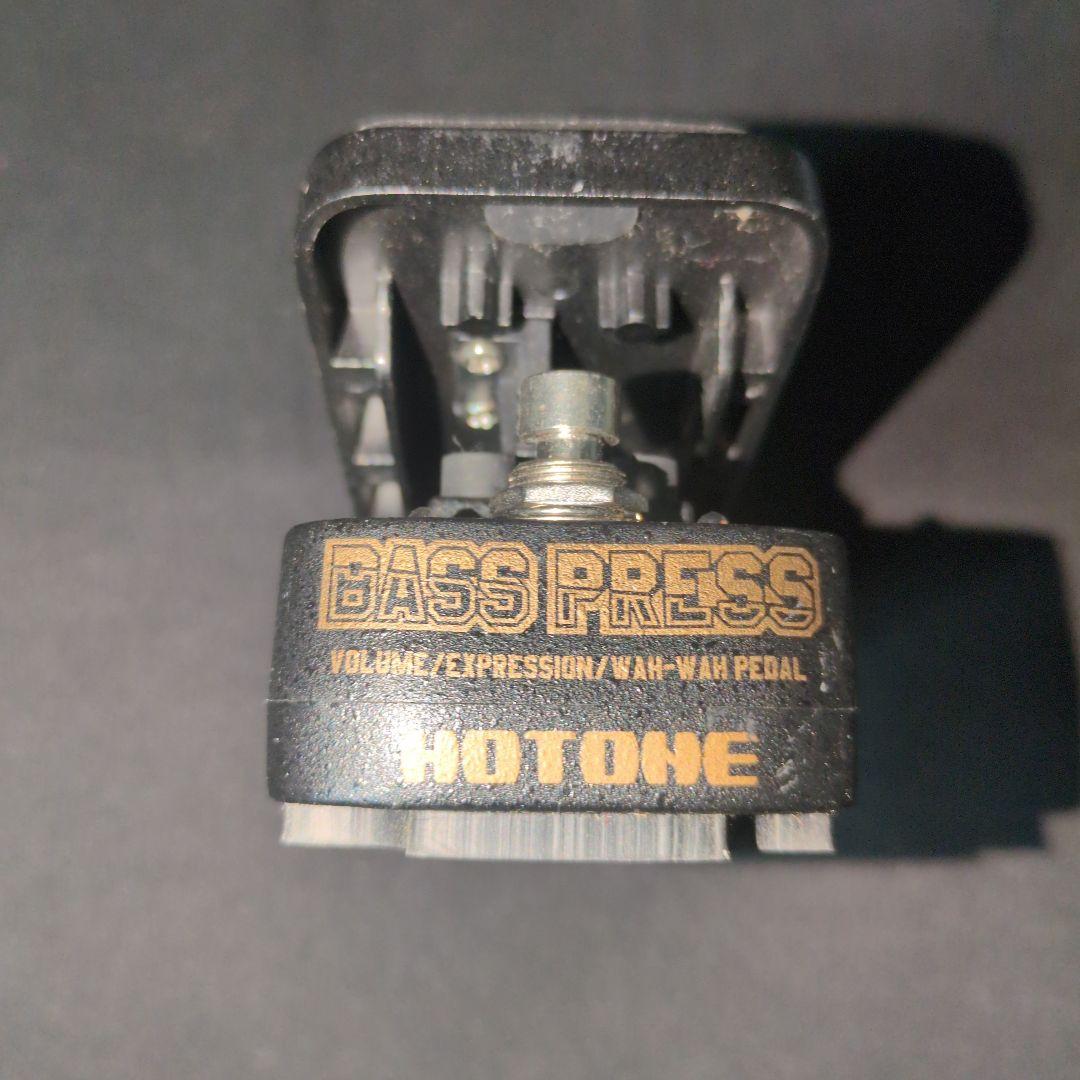 BASS PRESS
VOLUME/EXPRESSION/WAH-WAH PEDAL
HOTONE